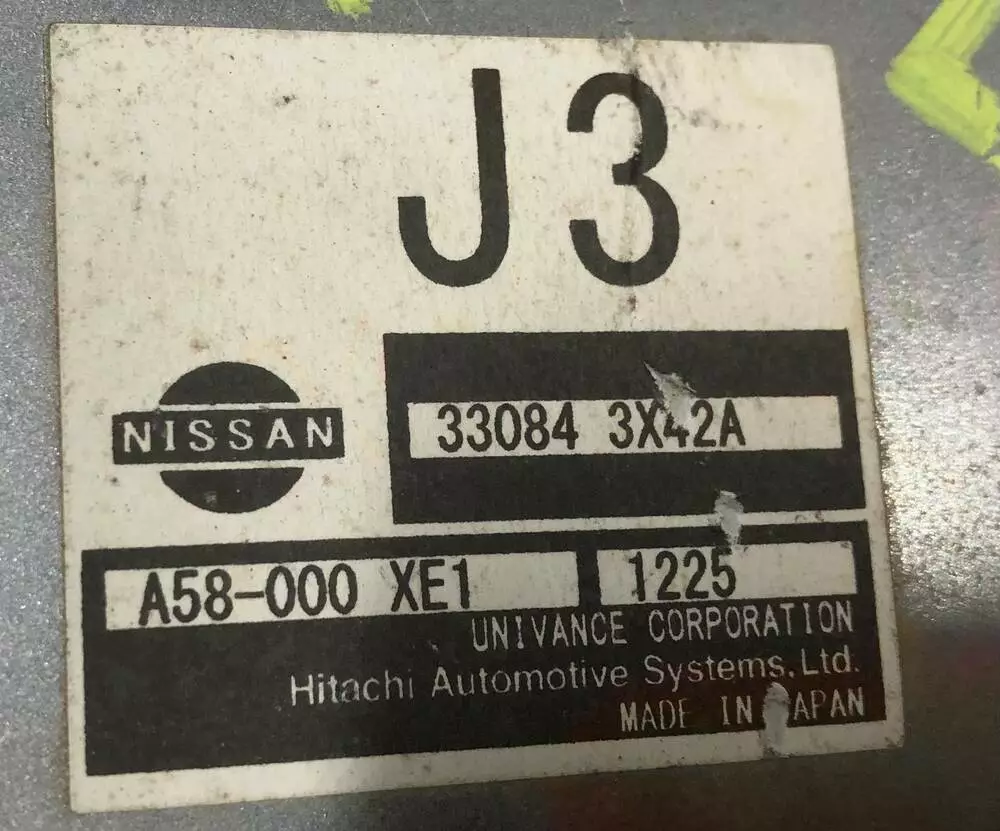 J3
NISSAN
33084 3X42A
A58-000 XE1
1225
UNIVANCE CORPORATION
Hitachi Automotive Systems,Ltd.
MADE IN JAPAN